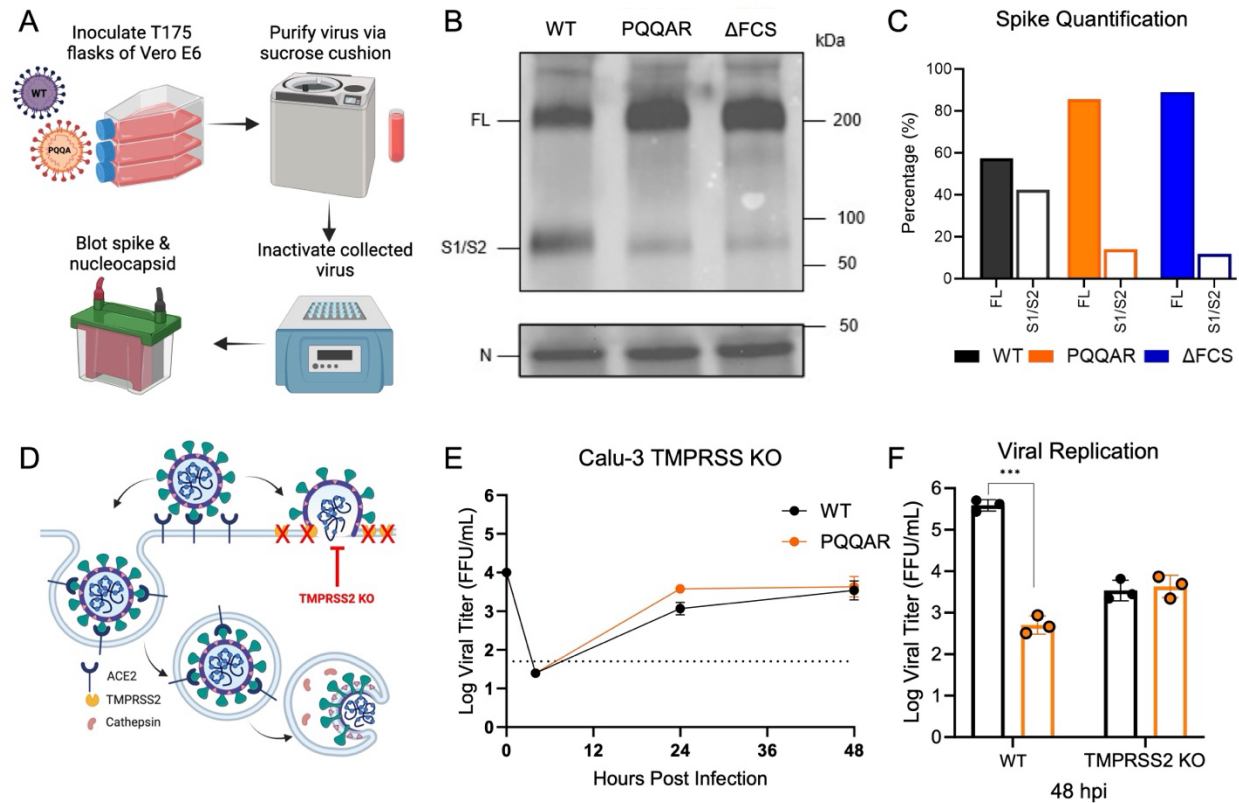 A
Inoculate T175
flasks of Vero E6
Purify virus via
sucrose cushion
WT
PQQA
Blot spike &
nucleocapsid
Inactivate collected
virus
B
WT PQQAR ΔFCS
kDa
FL
200
100
S1/S2
50
50
N
C
Spike Quantification
Percentage (%)
100
80
60
40
20
0
FL S1/S2 FL S1/S2 FL S1/S2
WT PQQAR ΔFCS
D
X X X X
TMPRSS2 KO
ACE2
TMPRSS2
Cathepsin
E
Calu-3 TMPRSS KO
Log Viral Titer (FFU/mL)
6
5
4
3
2
1
0
0 12 24 36 48
Hours Post Infection
WT
PQQAR
F
Viral Replication
***
Log Viral Titer (FFU/mL)
6
5
4
3
2
1
0
WT TMPRSS2 KO
48 hpi